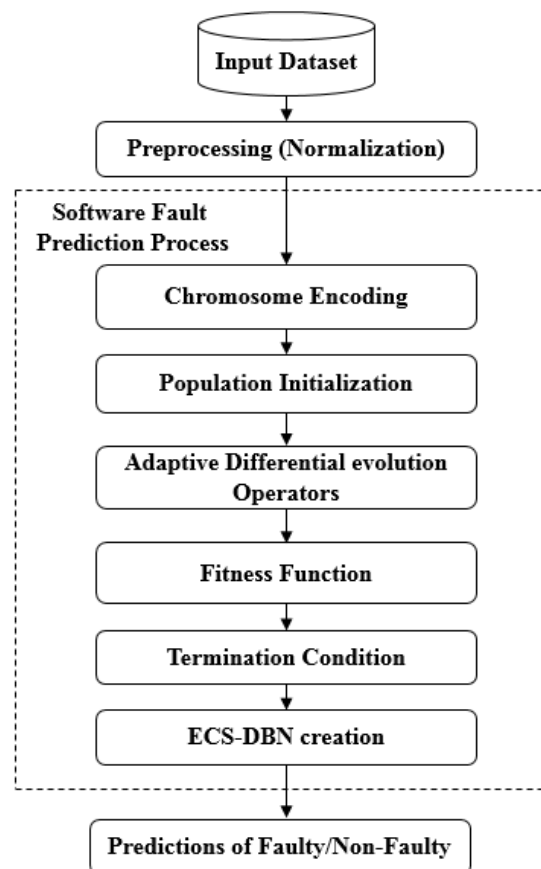 Input Dataset
Preprocessing (Normalization)
Software Fault
Prediction Process
Chromosome Encoding
Population Initialization
Adaptive Differential evolution
Operators
Fitness Function
Termination Condition
ECS-DBN creation
Predictions of Faulty/Non-Faulty